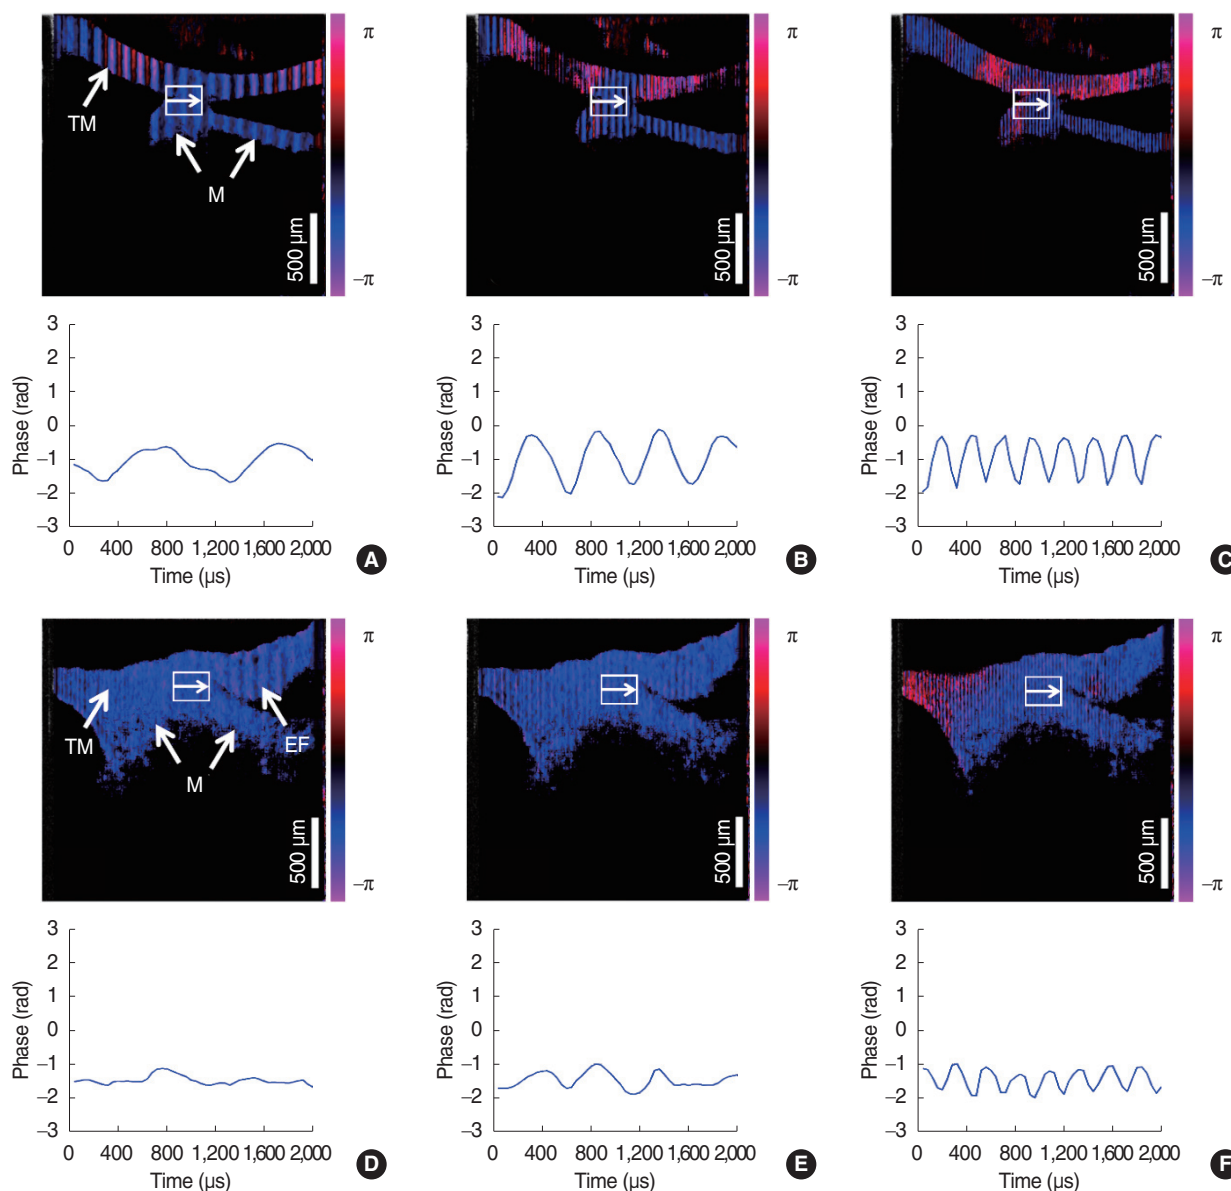 π
TM
M
500 µm
–π
π
500 µm
–π
π
500 µm
–π
3
2
1
0
–1
–2
–3
Phase (rad)
0 400 800 1,200 1,600 2,000
Time (µs)
A
3
2
1
0
–1
–2
–3
Phase (rad)
0 400 800 1,200 1,600 2,000
Time (µs)
B
3
2
1
0
–1
–2
–3
Phase (rad)
0 400 800 1,200 1,600 2,000
Time (µs)
C
π
TM
M
EF
500 µm
–π
π
500 µm
–π
π
500 µm
–π
3
2
1
0
–1
–2
–3
Phase (rad)
0 400 800 1,200 1,600 2,000
Time (µs)
D
3
2
1
0
–1
–2
–3
Phase (rad)
0 400 800 1,200 1,600 2,000
Time (µs)
E
3
2
1
0
–1
–2
–3
Phase (rad)
0 400 800 1,200 1,600 2,000
Time (µs)
F